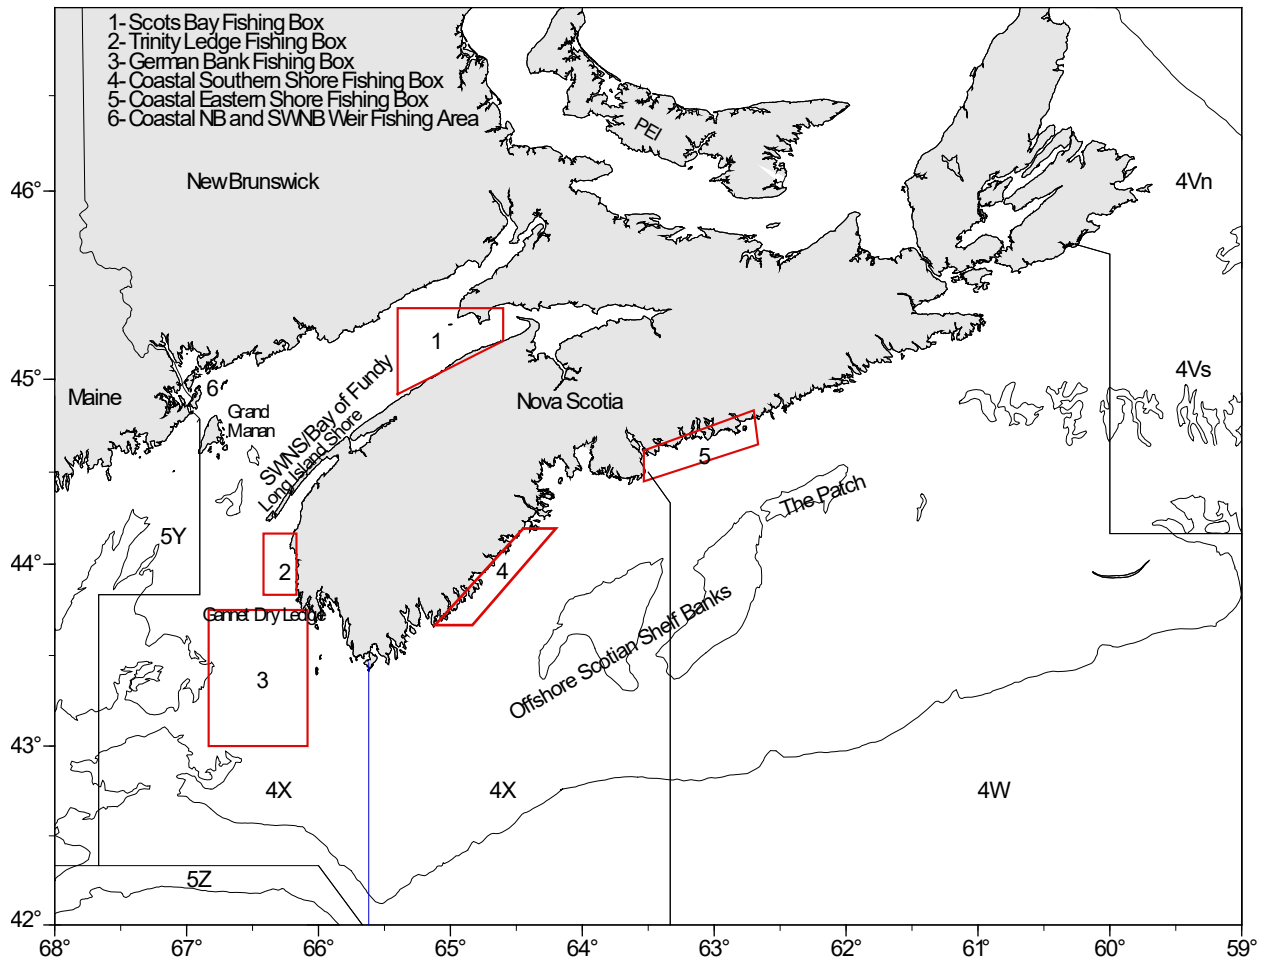 1- Scots Bay Fishing Box
2- Trinity Ledge Fishing Box
3- German Bank Fishing Box
4- Coastal Southern Shore Fishing Box
5- Coastal Eastern Shore Fishing Box
6- Coastal NB and SWNB Weir Fishing Area
PEI
New Brunswick
46°
4Vn
1
45°
Maine
6
SWNS/Bay of Fundy
Long Island Shore
Grand
Manan
Nova Scotia
4Vs
5
The Patch
5Y
44°
2
4
Gannet Dry Ledge
Offshore Scotian Shelf Banks
3
43°
4X
4X
4W
5Z
42°
68°
67°
66°
65°
64°
63°
62°
61°
60°
59°